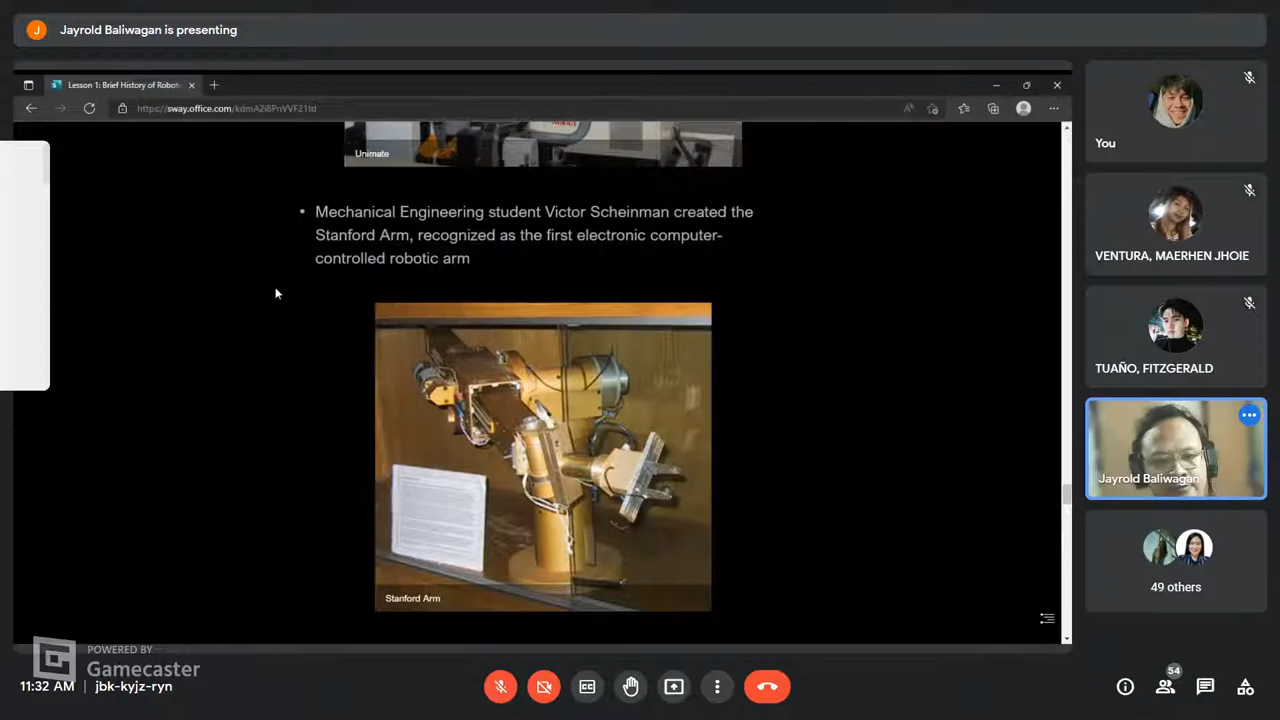 J
Jayrold Baliwagan is presenting
Lesson 1: Brief History of Roboti
https://sway.office.com/kdmA2i8PnVVF21td
Unimate
• Mechanical Engineering student Victor Scheinman created the
Stanford Arm, recognized as the first electronic computer-
controlled robotic arm
Stanford Arm
You
VENTURA, MAERHEN JHOIE
TUAÑO, FITZGERALD
Jayrold Baliwagan
49 others
POWERED BY
Gamecaster
11:32 AM
jbk-kyjz-ryn
CC
54